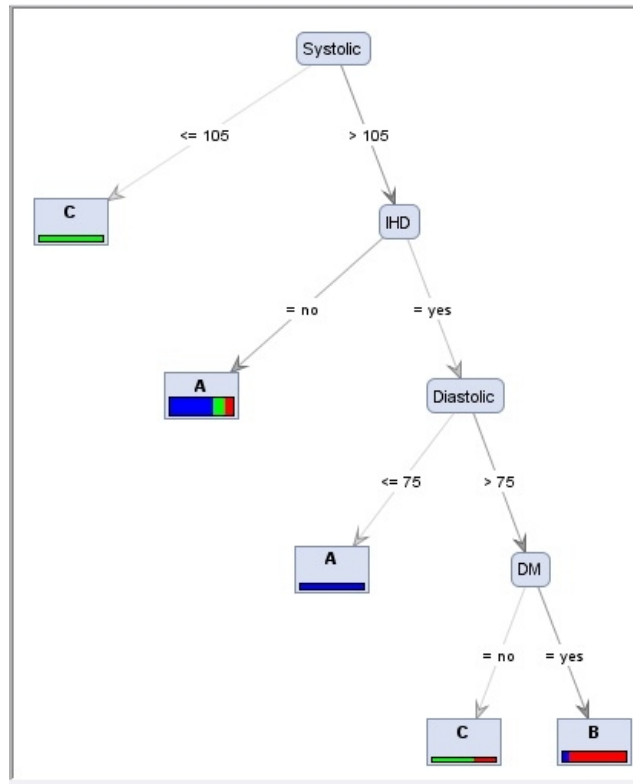 Systolic
<= 105
> 105
C
IHD
= no
= yes
A
Diastolic
<= 75
> 75
A
DM
= no
= yes
C
B